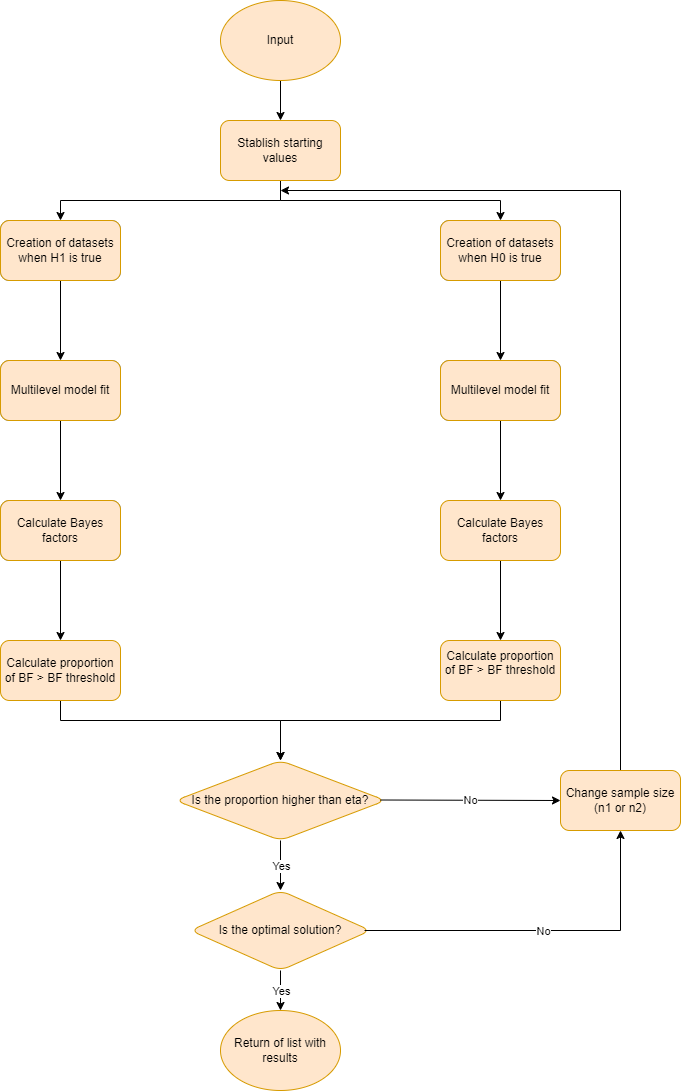 Input
Stablish starting
values
Creation of datasets
when H1 is true
Creation of datasets
when H0 is true
Multilevel model fit
Multilevel model fit
Calculate Bayes
factors
Calculate Bayes
factors
Calculate proportion
of BF > BF threshold
Calculate proportion
of BF > BF threshold
Is the proportion higher than eta?
No
Change sample size
(n1 or n2)
Yes
Is the optimal solution?
No
Yes
Return of list with
results